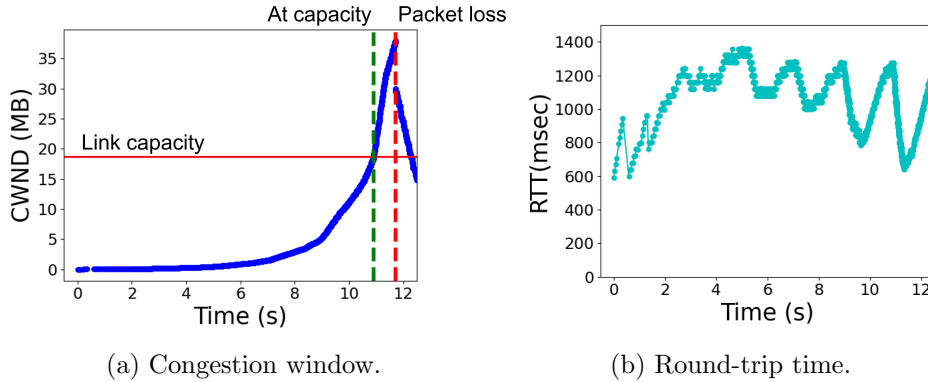 At capacity Packet loss
Link capacity
CWND (MB)
35
30
25
20
15
10
5
0
0 2 4 6 8 10 12
Time (s)
(a) Congestion window.
RTT(msec)
1400
1200
1000
800
600
400
200
0
0 2 4 6 8 10 12
Time (s)
(b) Round-trip time.